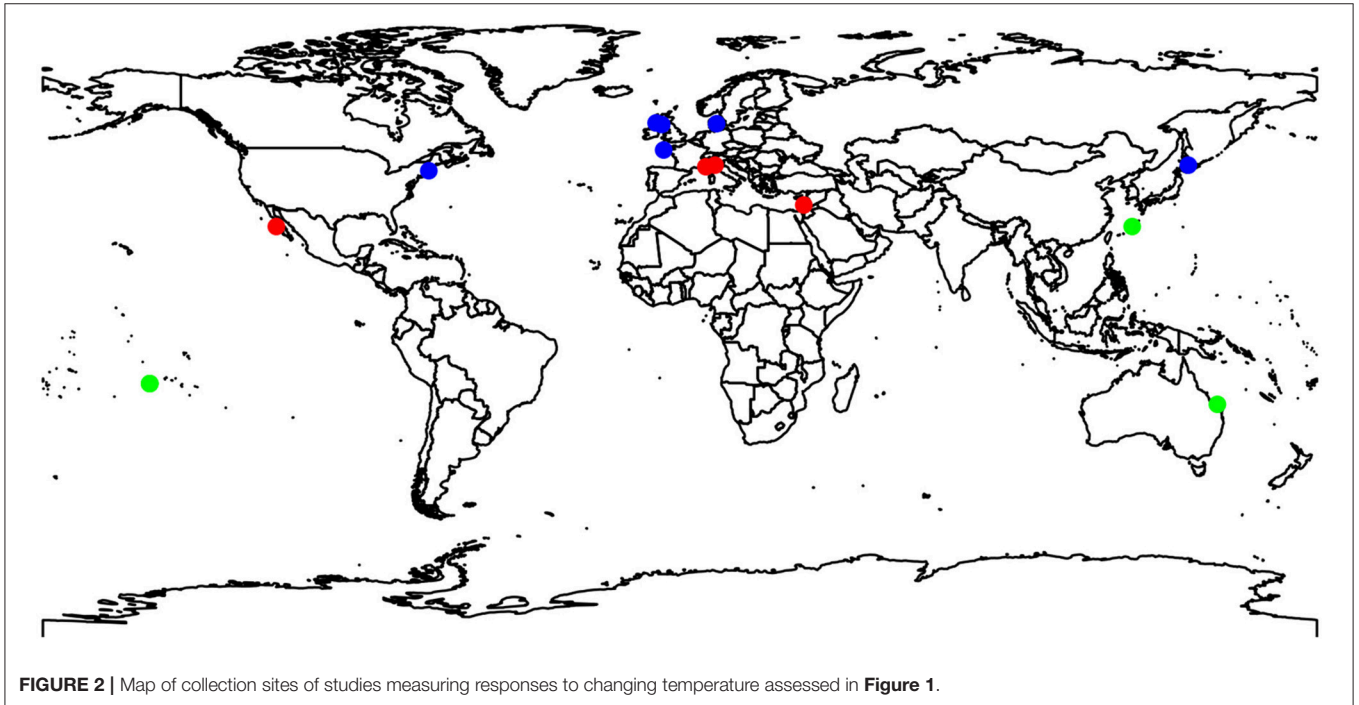 FIGURE 2 | Map of collection sites of studies measuring responses to changing temperature assessed in Figure 1.